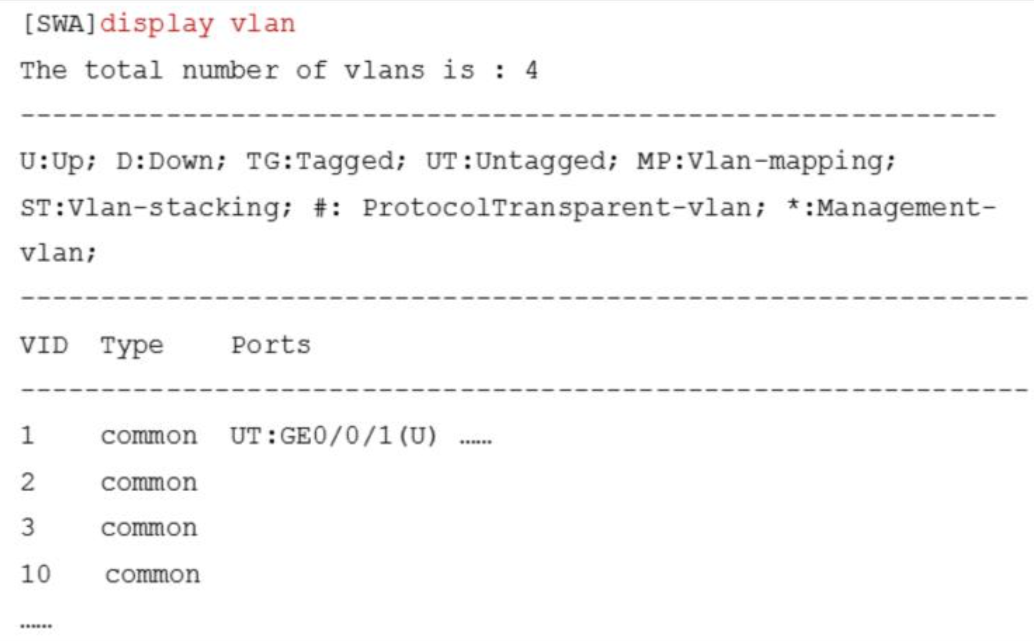 [SWA]display vlan
The total number of vlans is : 4
--------------------------------------------------------------
U:Up; D:Down; TG:Tagged; UT:Untagged; MP:Vlan-mapping;
ST:Vlan-stacking; #: ProtocolTransparent-vlan; *:Management-
vlan;
----------------------------------------------------------------
VID Type Ports
----------------------------------------------------------------
1 common UT:GE0/0/1(U) ……
2 common
3 common
10 common
……